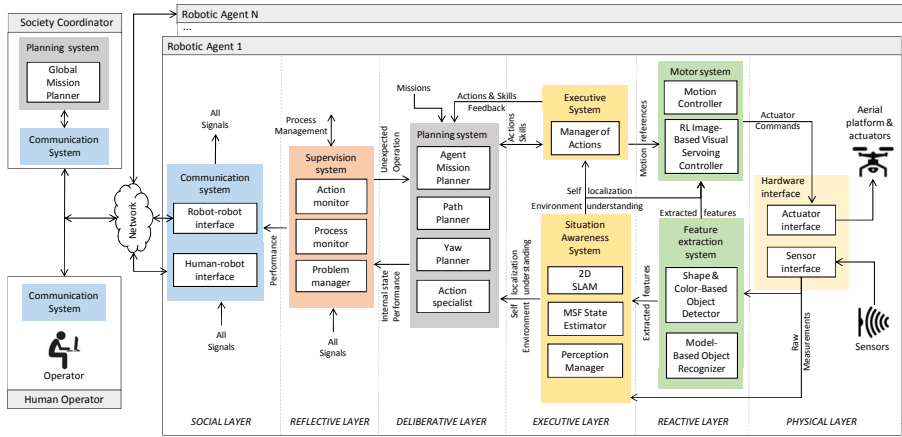 Society Coordinator
Planning system
Global
Mission
Planner
Communication
System
Communication
System
Operator
Human Operator
Network
Robotic Agent N
...
Robotic Agent 1
All
Signals
Communication
system
Robot-robot
interface
Human-robot
interface
All
Signals
SOCIAL LAYER
Process
Management
Supervision
system
Action
monitor
Process
monitor
Problem
manager
Performance
All
Signals
REFLECTIVE LAYER
Missions
Unexpected
Operation
Internal state
Performance
Planning system
Agent
Mission
Planner
Path
Planner
Yaw
Planner
Action
specialist
DELIBERATIVE LAYER
Actions & Skills
Feedback
Actions
Skills
Self localization
Environment understanding
Executive
System
Manager of
Actions
Self localization
Environment understanding
Situation
Awareness
System
2D
SLAM
MSF State
Estimator
Perception
Manager
EXECUTIVE LAYER
Motion references
Extracted features
Motor system
Motion
Controller
RL Image-
Based Visual
Servoing
Controller
Extracted features
Feature
extraction
system
Shape &
Color-Based
Object
Detector
Model-
Based Object
Recognizer
REACTIVE LAYER
Actuator
Commands
Hardware
interface
Actuator
interface
Sensor
interface
Raw
Measurements
PHYSICAL LAYER
Aerial
platform &
actuators
Sensors